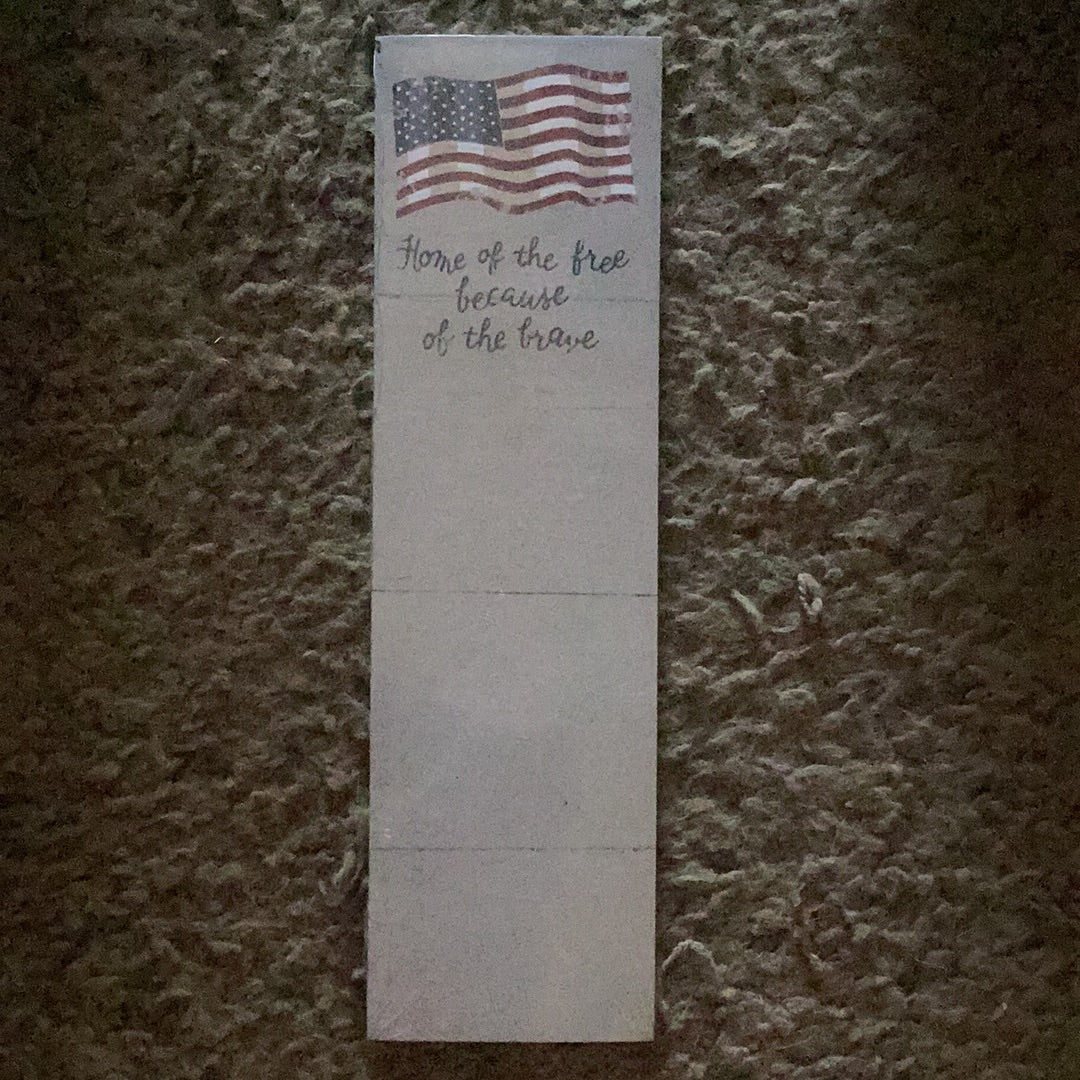 Home of the free
because
of the brave